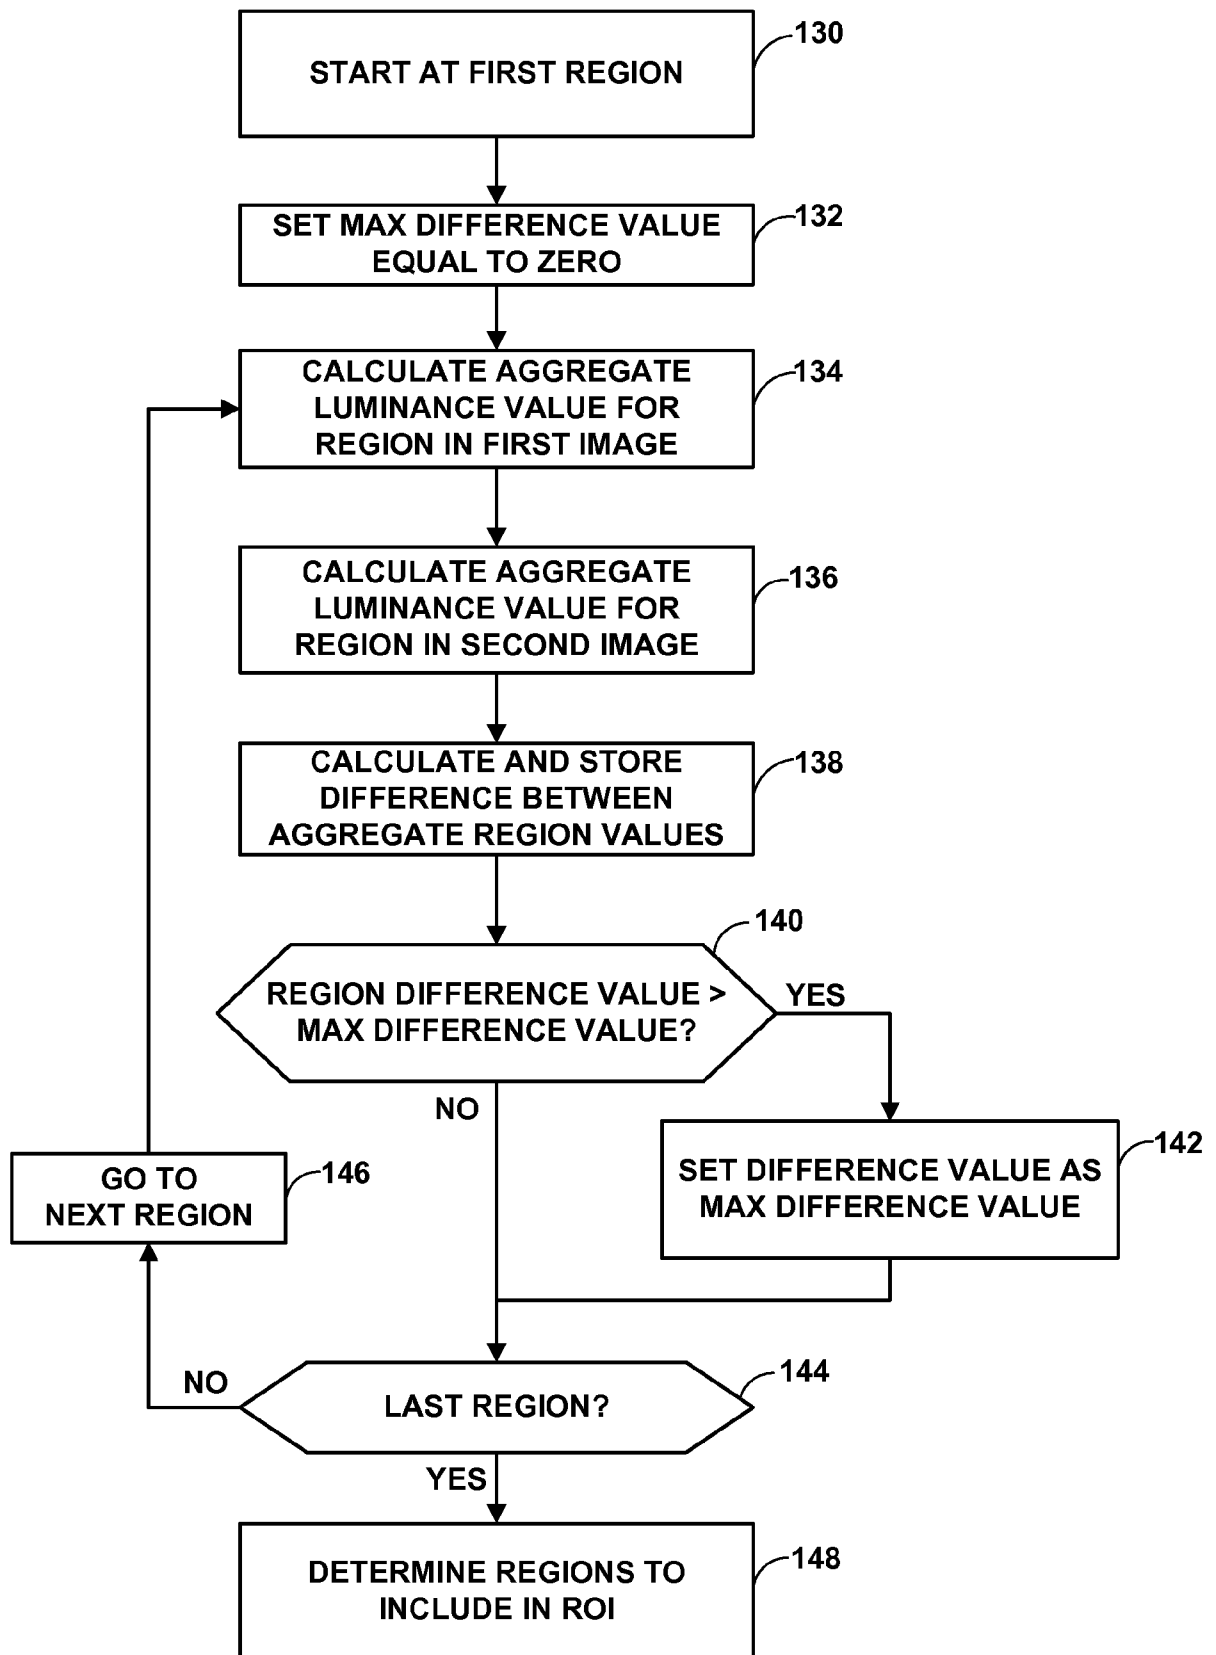 130
START AT FIRST REGION
132
SET MAX DIFFERENCE VALUE
EQUAL TO ZERO
134
CALCULATE AGGREGATE
LUMINANCE VALUE FOR
REGION IN FIRST IMAGE
136
CALCULATE AGGREGATE
LUMINANCE VALUE FOR
REGION IN SECOND IMAGE
138
CALCULATE AND STORE
DIFFERENCE BETWEEN
AGGREGATE REGION VALUES
140
REGION DIFFERENCE VALUE >
MAX DIFFERENCE VALUE?
YES
NO
142
SET DIFFERENCE VALUE AS
MAX DIFFERENCE VALUE
146
GO TO
NEXT REGION
144
NO
LAST REGION?
YES
148
DETERMINE REGIONS TO
INCLUDE IN ROI